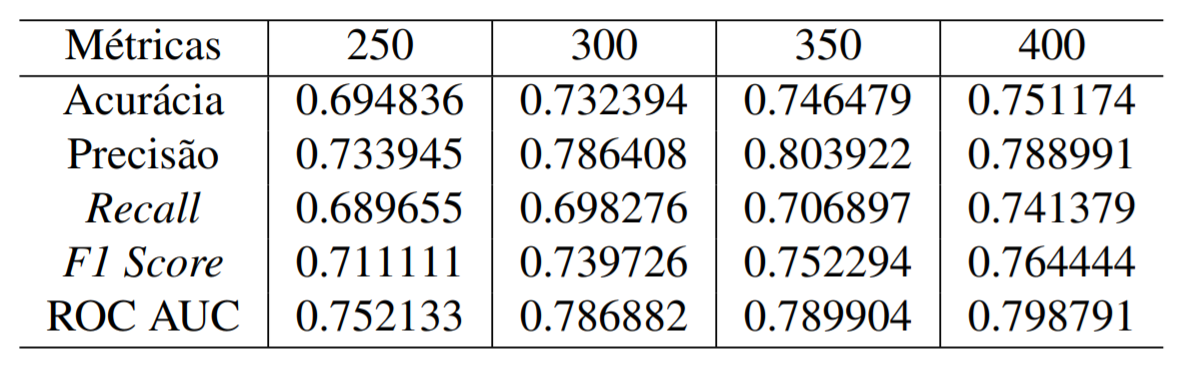 Métricas 250 300 350 400
Acurácia 0.694836 0.732394 0.746479 0.751174
Precisão 0.733945 0.786408 0.803922 0.788991
Recall 0.689655 0.698276 0.706897 0.741379
F1 Score 0.711111 0.739726 0.752294 0.764444
ROC AUC 0.752133 0.786882 0.789904 0.798791